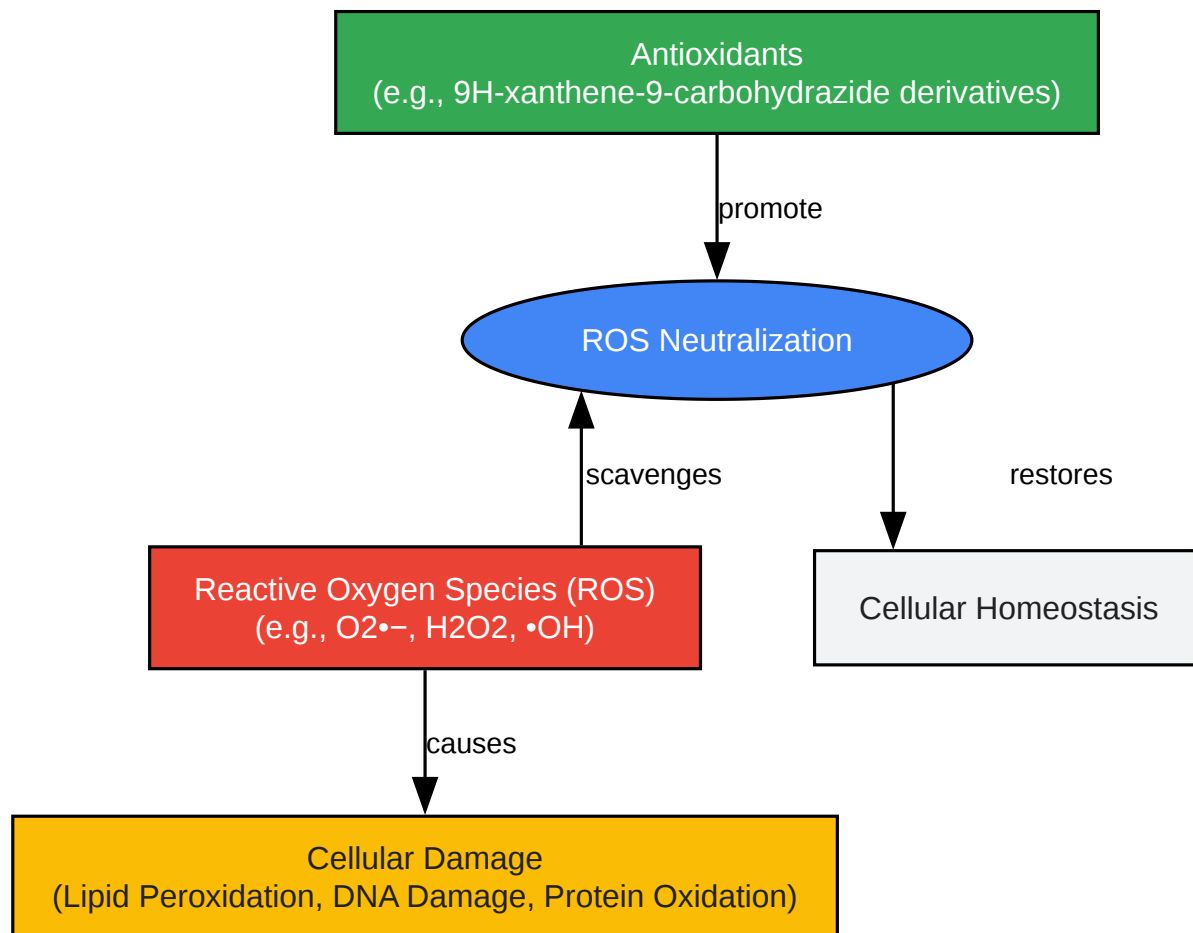 Antioxidants
(e.g., 9H-xanthene-9-carbohydrazide derivatives)
promote
ROS Neutralization
scavenges
restores
Reactive Oxygen Species (ROS)
(e.g., O2•−, H2O2, •OH)
Cellular Homeostasis
causes
Cellular Damage
(Lipid Peroxidation, DNA Damage, Protein Oxidation)